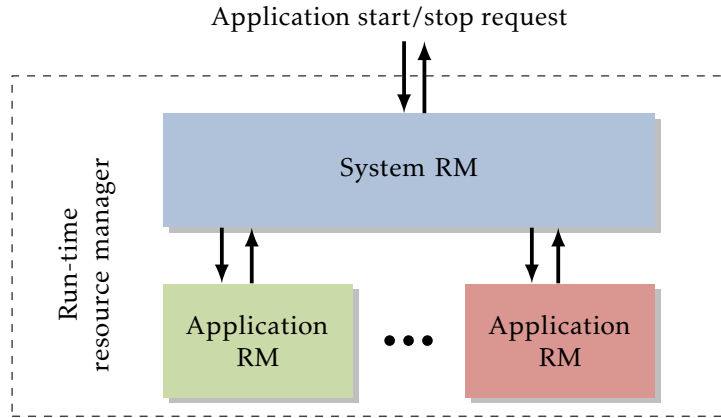 Application start/stop request
System RM
Run-time
resource manager
Application
RM
Application
RM